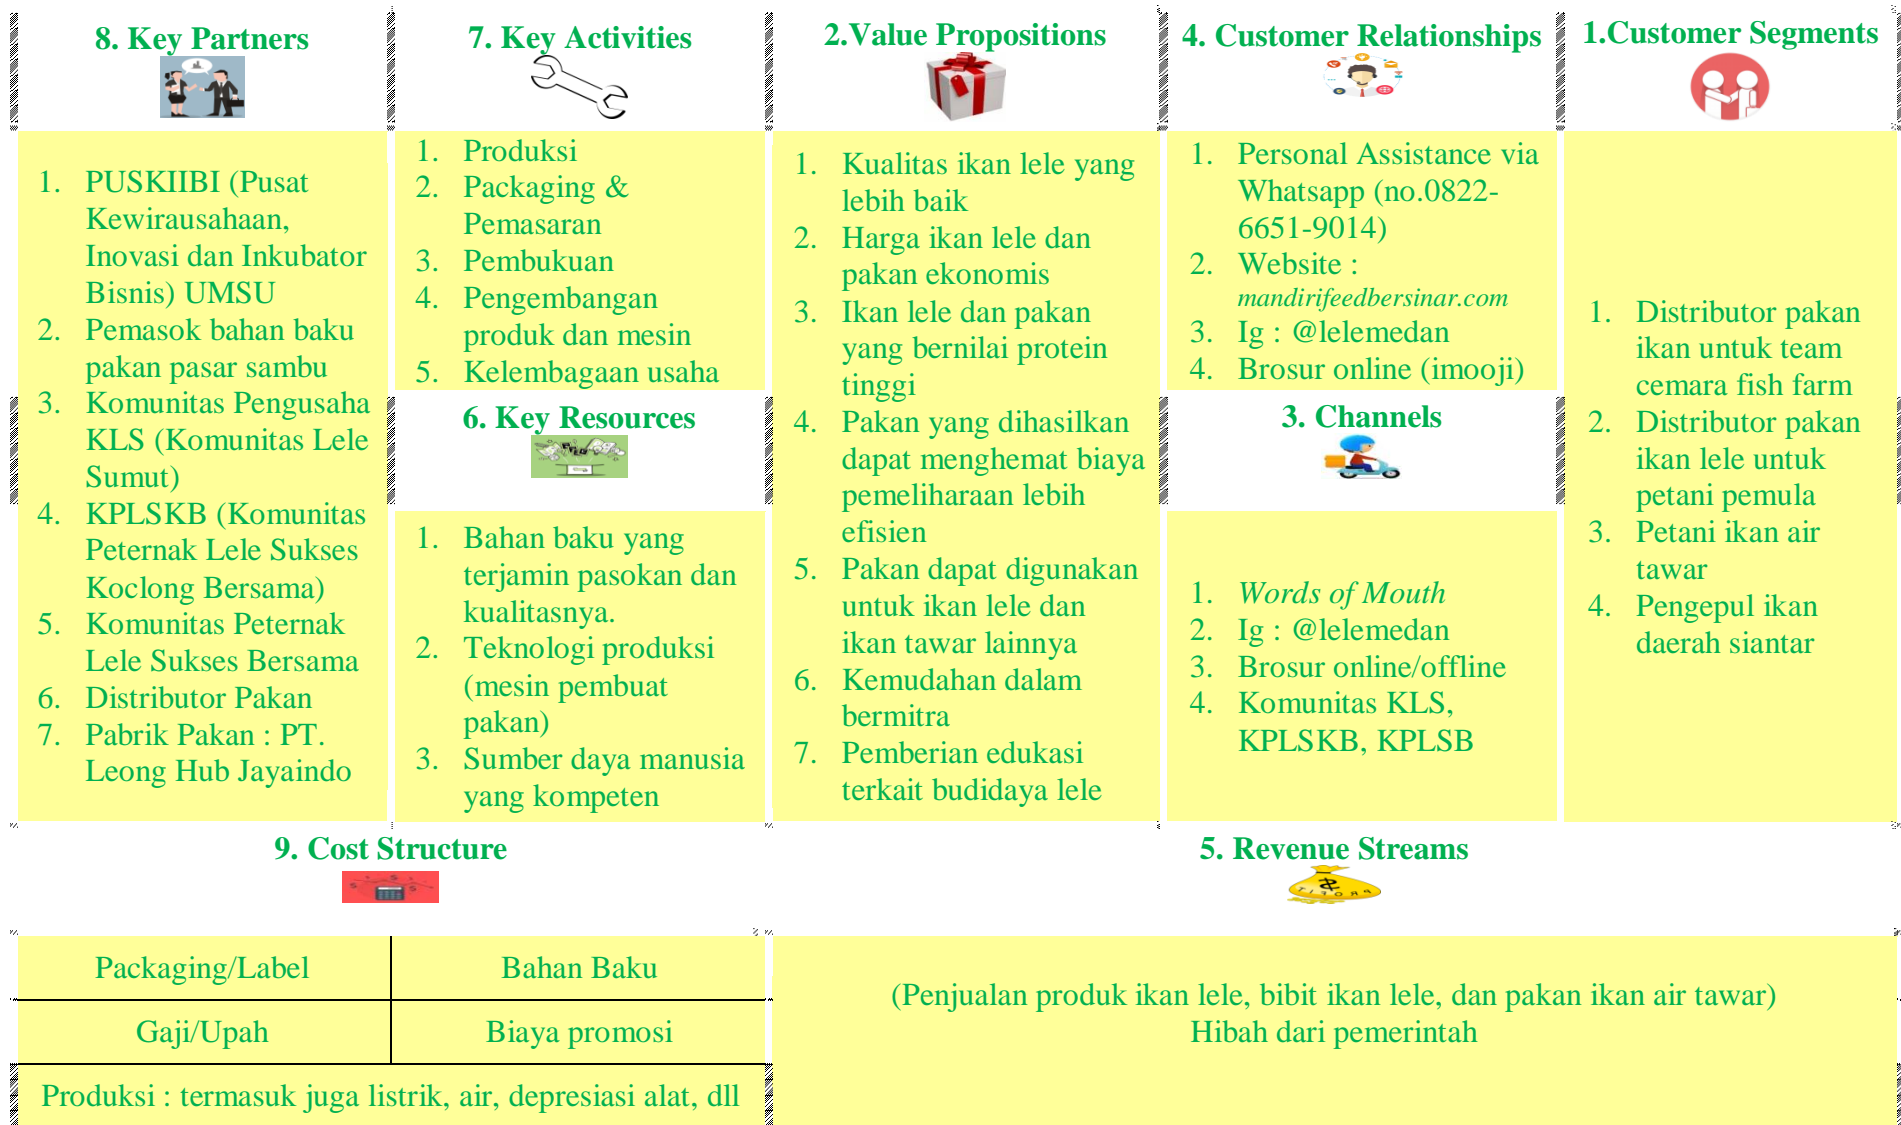 8. Key Partners
1. PUSKIIBI (Pusat
Kewirausahaan,
Inovasi dan Inkubator
Bisnis) UMSU
2. Pemasok bahan baku
pakan pasar sambu
3. Komunitas Pengusaha
KLS (Komunitas Lele
Sumut)
4. KPLSKB (Komunitas
Peternak Lele Sukses
Koclong Bersama)
5. Komunitas Peternak
Lele Sukses Bersama
6. Distributor Pakan
7. Pabrik Pakan : PT.
Leong Hub Jayaindo
7. Key Activities
1. Produksi
2. Packaging &
Pemasaran
3. Pembukuan
4. Pengembangan
produk dan mesin
5. Kelembagaan usaha
6. Key Resources
1. Bahan baku yang
terjamin pasokan dan
kualitasnya.
2. Teknologi produksi
(mesin pembuat
pakan)
3. Sumber daya manusia
yang kompeten
2.Value Propositions
1. Kualitas ikan lele yang
lebih baik
2. Harga ikan lele dan
pakan ekonomis
3. Ikan lele dan pakan
yang bernilai protein
tinggi
4. Pakan yang dihasilkan
dapat menghemat biaya
pemeliharaan lebih
efisien
5. Pakan dapat digunakan
untuk ikan lele dan
ikan tawar lainnya
6. Kemudahan dalam
bermitra
7. Pemberian edukasi
terkait budidaya lele
4. Customer Relationships
1. Personal Assistance via
Whatsapp (no.0822-
6651-9014)
2. Website :
mandirifeedbersinar.com
3. Ig : @lelemedan
4. Brosur online (imooji)
3. Channels
1. Words of Mouth
2. Ig : @lelemedan
3. Brosur online/offline
4. Komunitas KLS,
KPLSKB, KPLSB
1.Customer Segments
1. Distributor pakan
ikan untuk team
cemara fish farm
2. Distributor pakan
ikan lele untuk
petani pemula
3. Petani ikan air
tawar
4. Pengepul ikan
daerah siantar
9. Cost Structure
Packaging/Label
Bahan Baku
Gaji/Upah
Biaya promosi
Produksi : termasuk juga listrik, air, depresiasi alat, dll
5. Revenue Streams
PROFIT
(Penjualan produk ikan lele, bibit ikan lele, dan pakan ikan air tawar)
Hibah dari pemerintah